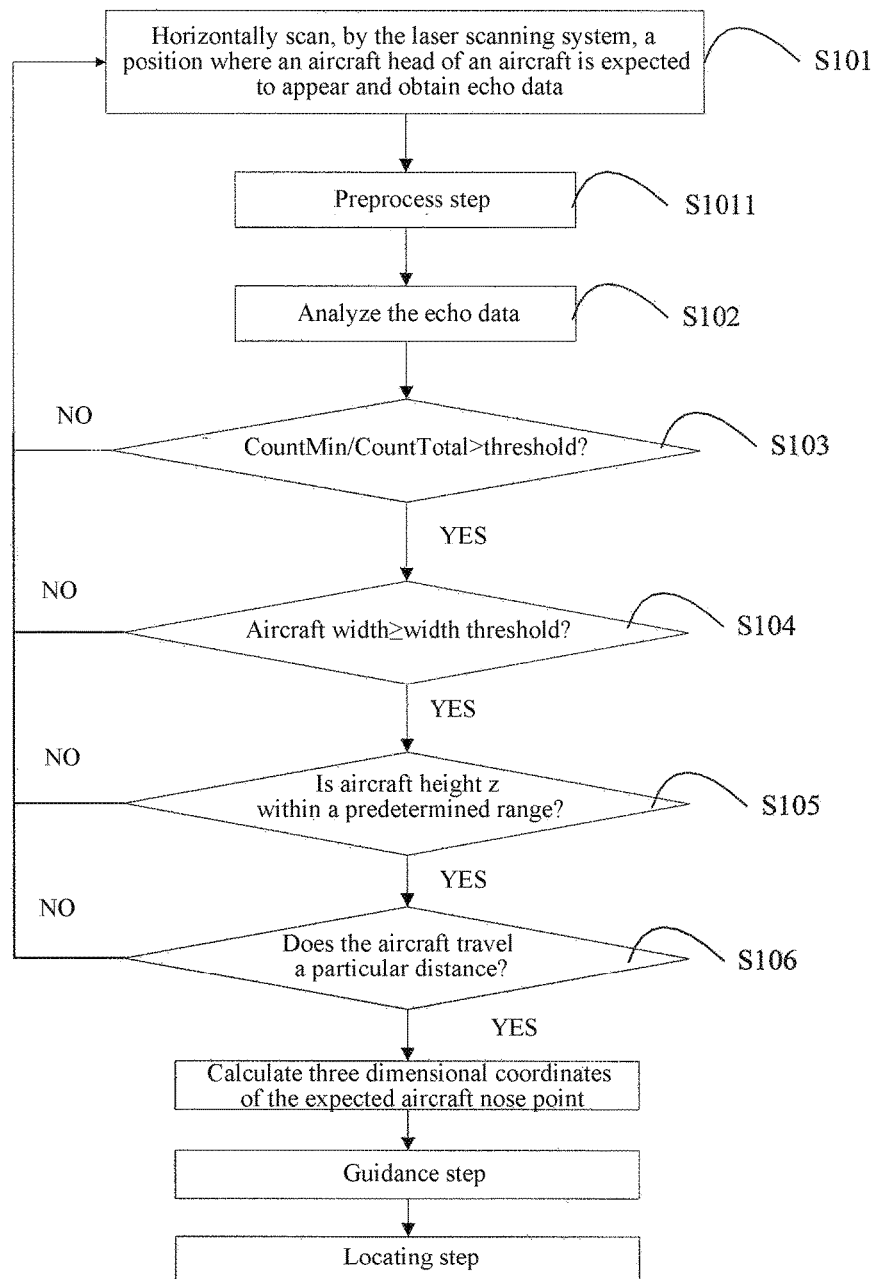 Horizontally scan, by the laser scanning system, a
position where an aircraft head of an aircraft is expected
to appear and obtain echo data
S101
Preprocess step
S1011
Analyze the echo data
S102
NO
CountMin/CountTotal>threshold?
S103
YES
NO
Aircraft width≥width threshold?
S104
YES
NO
Is aircraft height z
within a predetermined range?
S105
YES
NO
Does the aircraft travel
a particular distance?
S106
YES
Calculate three dimensional coordinates
of the expected aircraft nose point
Guidance step
Locating step